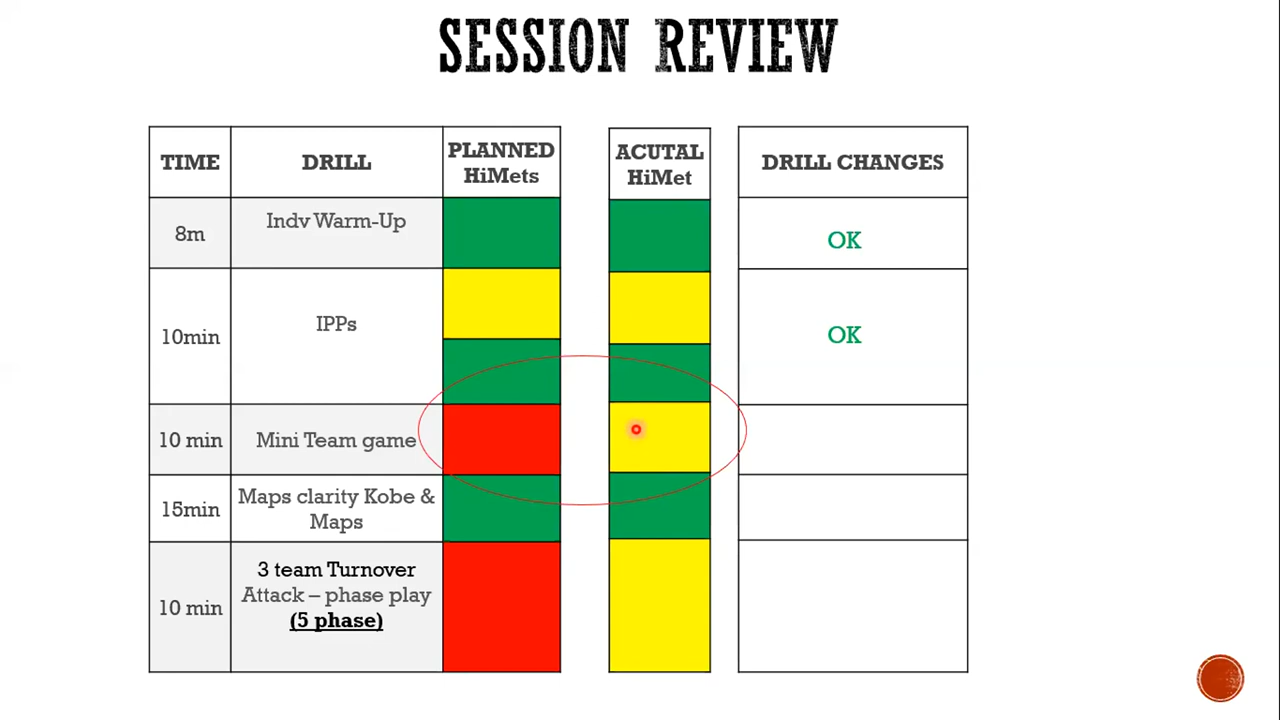 SESSION REVIEW
TIME
DRILL
PLANNED
HiMets
ACUTAL
HiMet
DRILL CHANGES
8m
Indv Warm-Up
OK
10min
IPPs
OK
10 min
Mini Team game
15min
Maps clarity Kobe &
Maps
10 min
3 team Turnover
Attack – phase play
(5 phase)